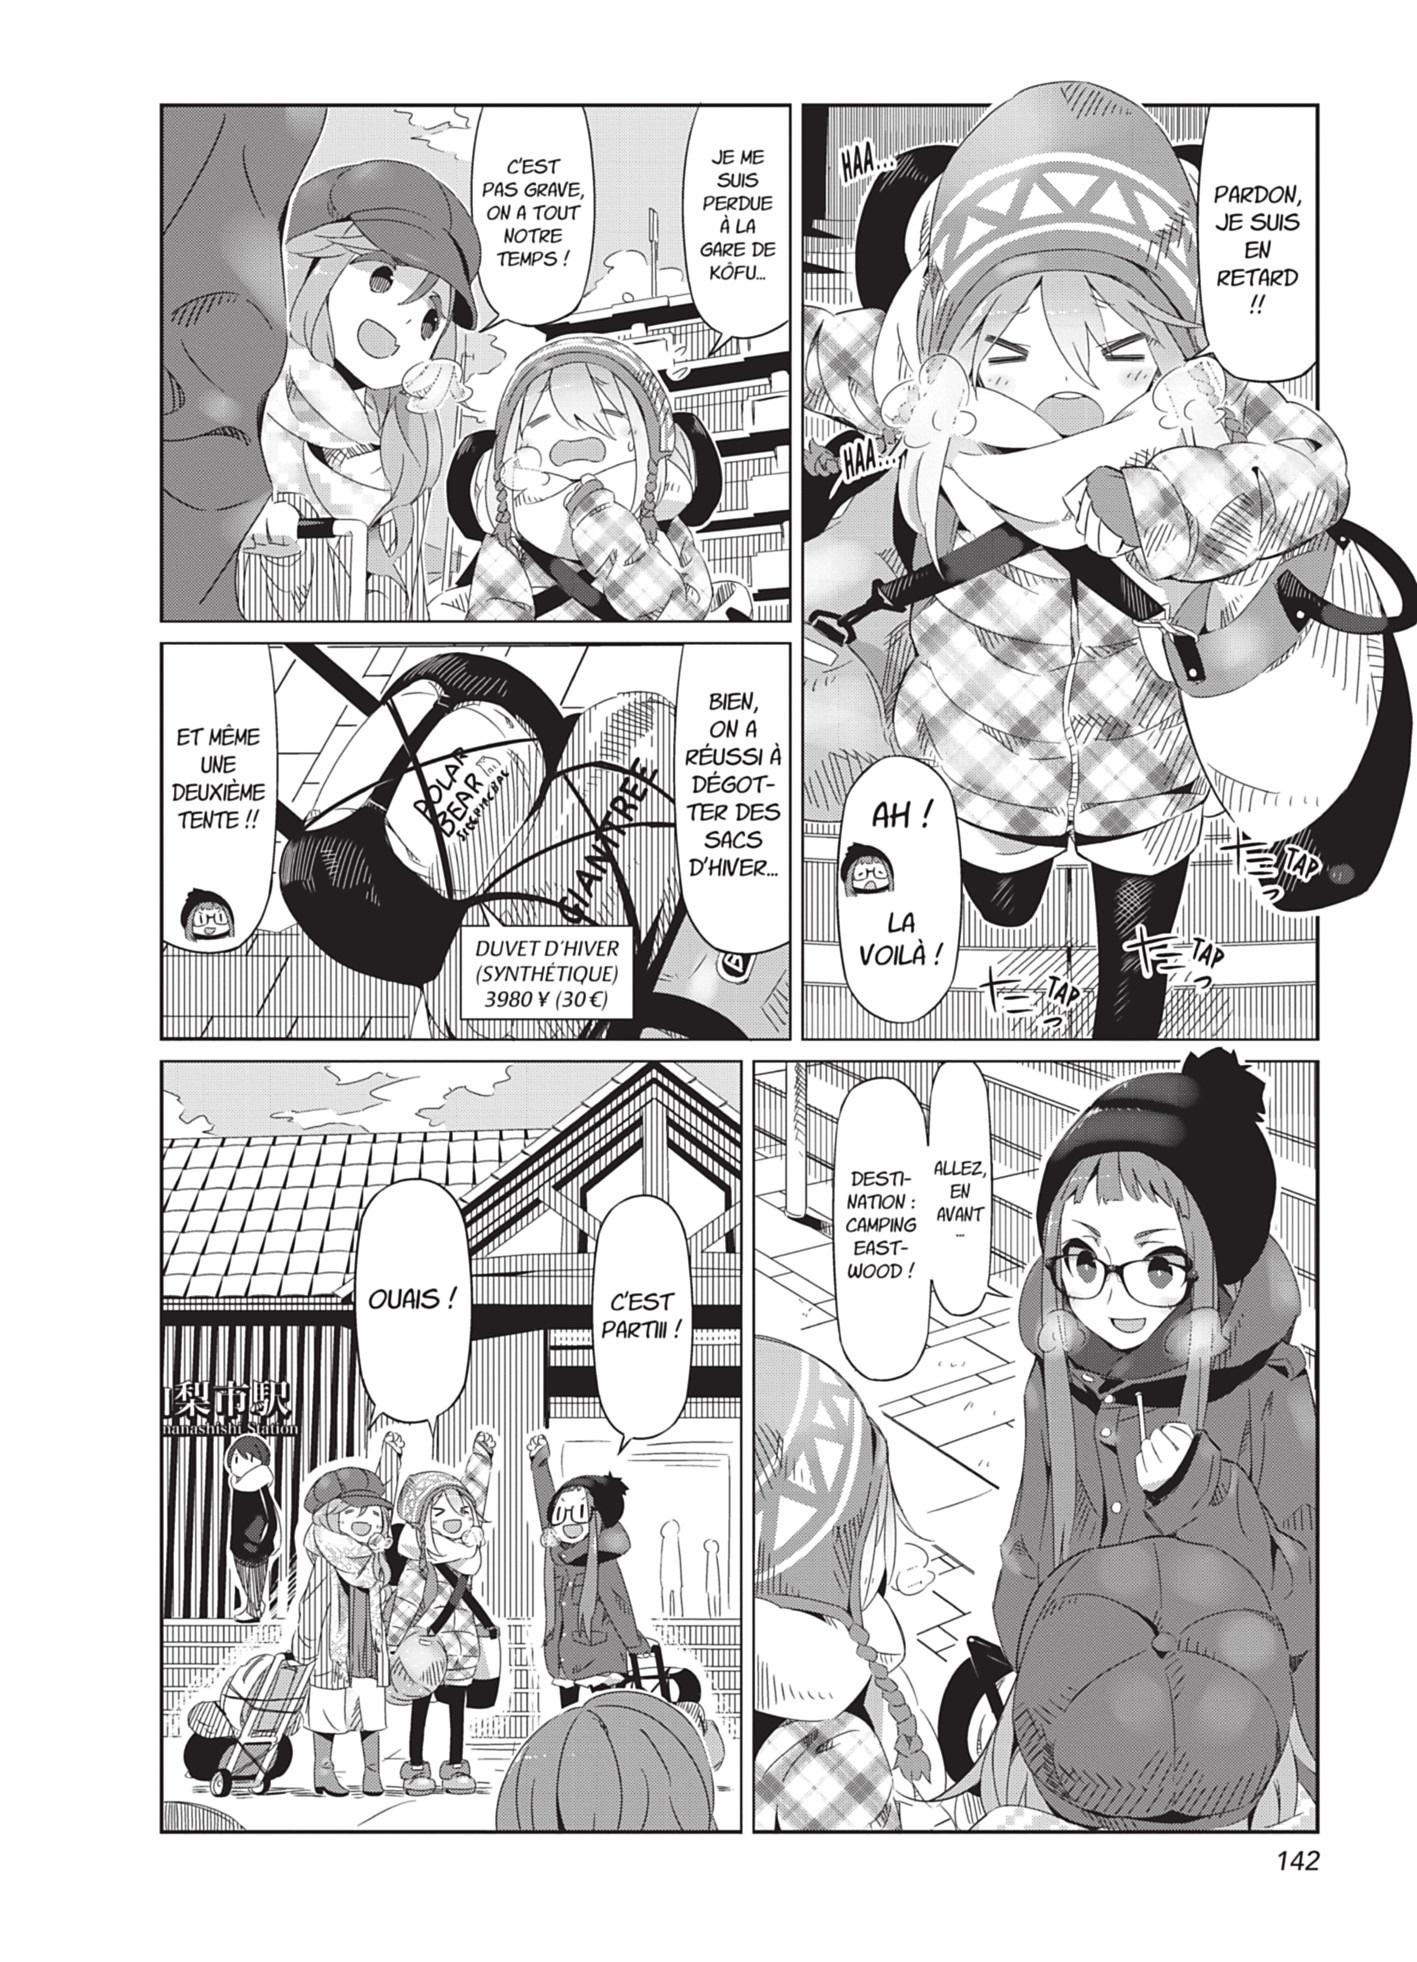 HAA...
PARDON,
JE SUIS
EN
RETARD
!!
HAA...
AH !
LA
VOILÀ !
TAP
TAP
TAP
JE ME
SUIS
PERDUE
À LA
GARE DE
KÔFU...
C'EST
PAS GRAVE,
ON A TOUT
NOTRE
TEMPS !
BIEN,
ON A
RÉUSSI À
DÉGOT-
TER DES
SACS
D'HIVER...
POLAR
BEAR
GIANTREE
DUVET D'HIVER
(SYNTHÉTIQUE)
3980 ¥ (30 €)
ET MÊME
UNE
DEUXIÈME
TENTE !!
ALLEZ,
EN
AVANT
...
DESTI-
NATION :
CAMPING
EAST-
WOOD !
C'EST
PARTIII !
OUAIS !
梨市駅
manashishi Station
142